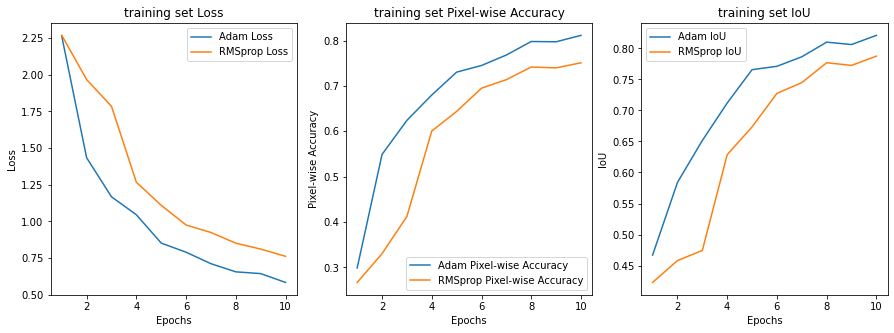 training set Loss
Loss
2.25
2.00
1.75
1.50
1.25
1.00
0.75
0.50
Adam Loss
RMSprop Loss
2 4 6 8 10
Epochs
training set Pixel-wise Accuracy
Pixel-wise Accuracy
0.8
0.7
0.6
0.5
0.4
0.3
Adam Pixel-wise Accuracy
RMSprop Pixel-wise Accuracy
2 4 6 8 10
Epochs
training set IoU
IoU
0.80
0.75
0.70
0.65
0.60
0.55
0.50
0.45
Adam IoU
RMSprop IoU
2 4 6 8 10
Epochs